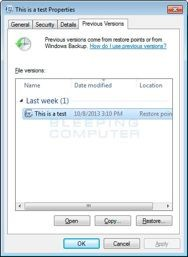 This is a test Properties
General Security Details Previous Versions
Previous versions come from restore points or from
Windows Backup. How do I use previous versions?
File versions:
Name Date modified Location
Last week (1)
This is a test 10/8/2013 3:10 PM Restore point
BLEEPING
COMPUTER
Open Copy... Restore...
OK Cancel Apply